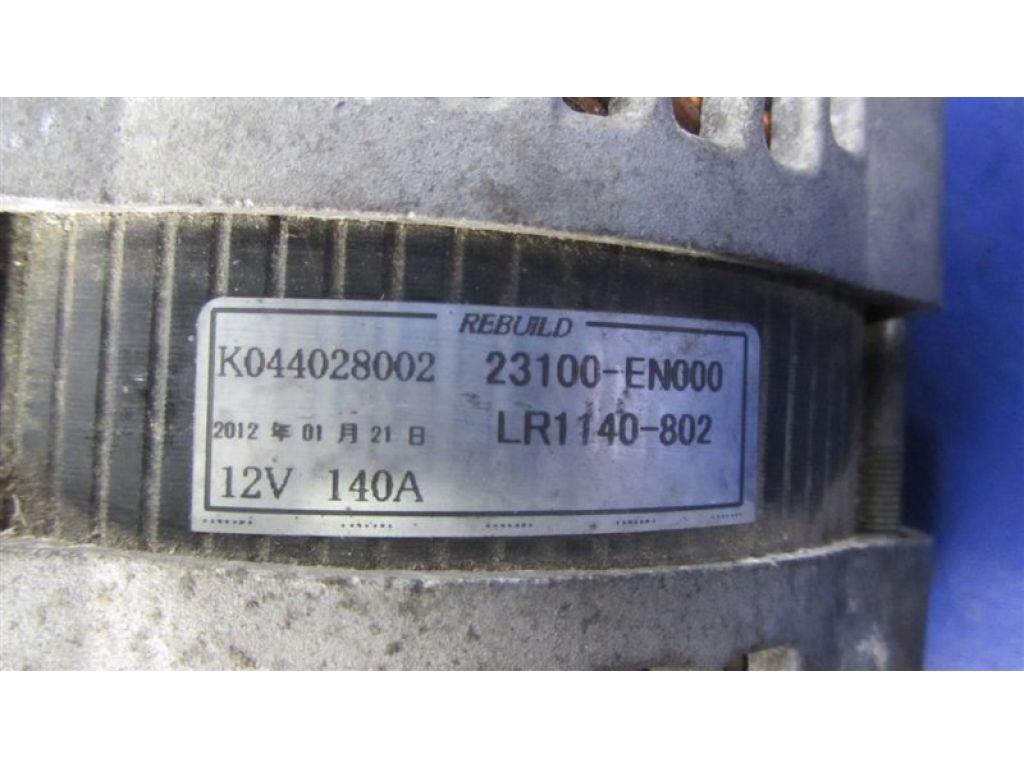 REBUILD
K044028002 23100-EN000
2012 年 01 月 21 日 LR1140-802
12V 140A